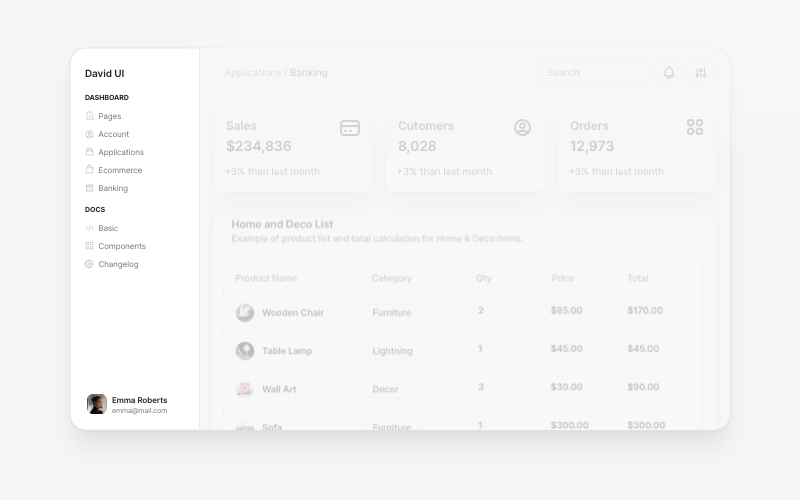 David UI
DASHBOARD
Pages
Account
Applications
Ecommerce
Banking
DOCS
Basic
Components
Changelog
Emma Roberts
emma@mail.com
Applications / Banking
Search
Sales
$234,836
+3% than last month
Cutomers
8,028
+3% than last month
Orders
12,973
+3% than last month
Home and Deco List
Example of product list and total calculation for Home & Deco items.
Product Name Category Qty Price Total
Wooden Chair Furniture 2 $85.00 $170.00
Table Lamp Lightning 1 $45.00 $45.00
Wall Art Decor 3 $30.00 $90.00
Sofa Furniture 1 $300.00 $300.00